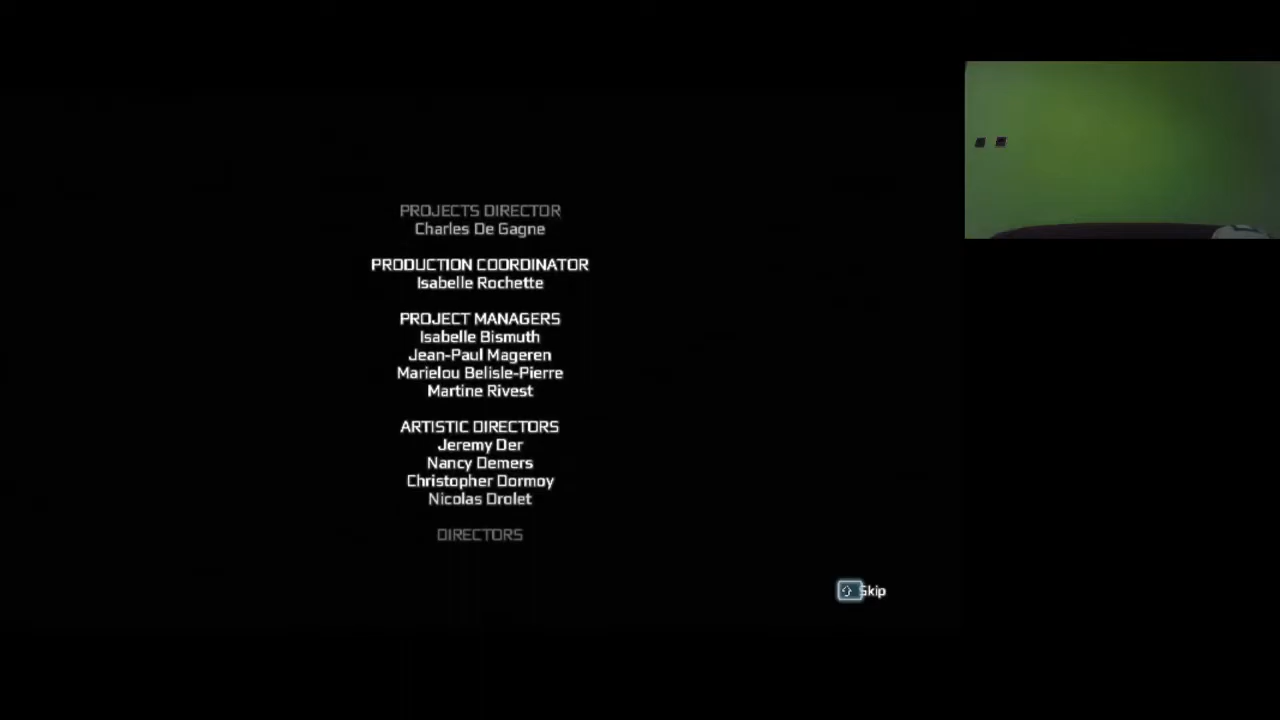 PROJECTS DIRECTOR
Charles De Gagne
PRODUCTION COORDINATOR
Isabelle Rochette
PROJECT MANAGERS
Isabelle Bismuth
Jean-Paul Mageren
Marielou Belisle-Pierre
Martine Rivest
ARTISTIC DIRECTORS
Jeremy Der
Nancy Demers
Christopher Dormoy
Nicolas Drolet
DIRECTORS
Skip